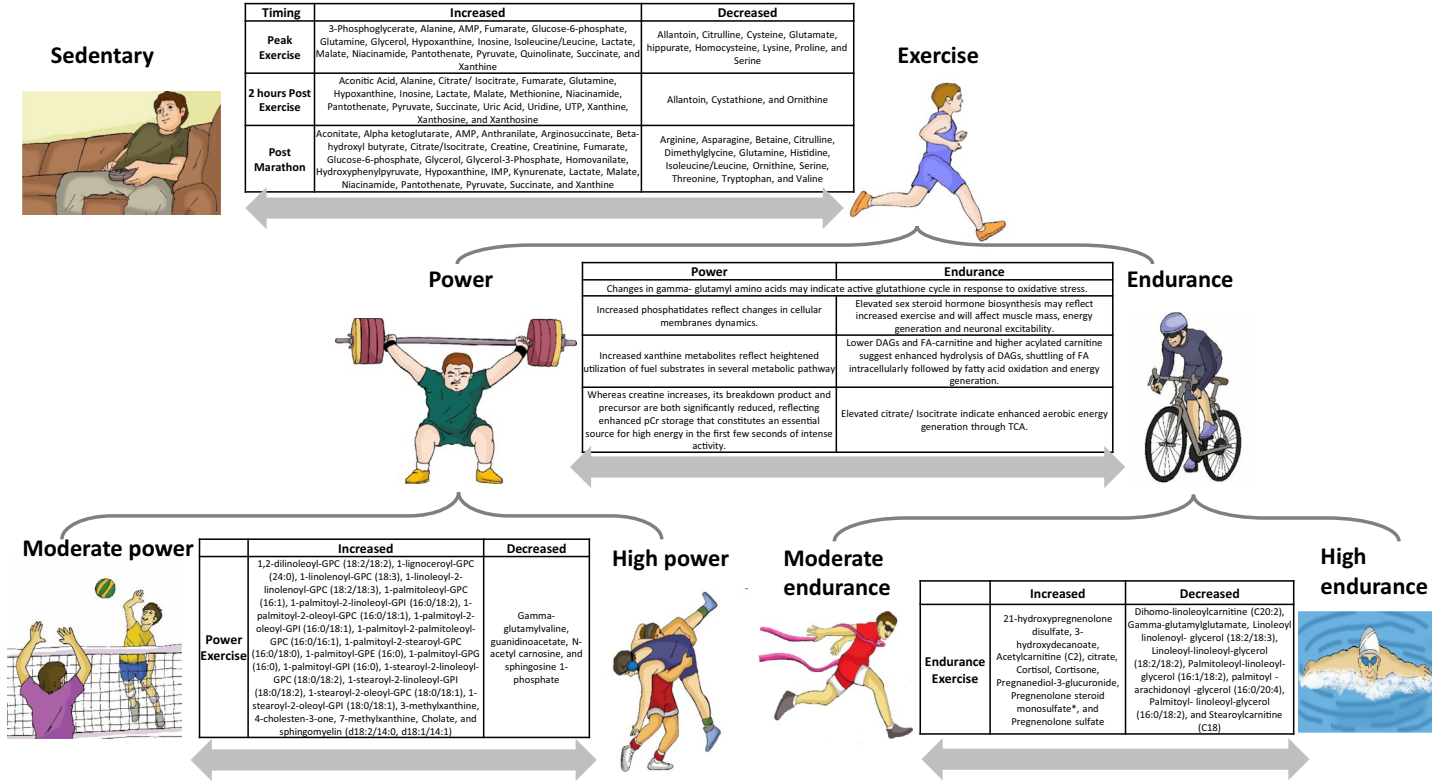 Sedentary
Timing Increased Decreased
Peak Exercise
3-Phosphoglycerate, Alanine, AMP, Fumarate, Glucose-6-phosphate,
Glutamine, Glycerol, Hypoxanthine, Inosine, Isoleucine/Leucine, Lactate,
Malate, Niacinamide, Pantothenate, Pyruvate, Quinolinate, Succinate, and
Xanthine
Allantoin, Citrulline, Cysteine, Glutamate,
hippurate, Homocysteine, Lysine, Proline, and
Serine
2 hours Post
Exercise
Aconitic Acid, Alanine, Citrate/ Isocitrate, Fumarate, Glutamine,
Hypoxanthine, Inosine, Lactate, Malate, Methionine, Niacinamide,
Pantothenate, Pyruvate, Succinate, Uric Acid, Uridine, UTP, Xanthine,
Xanthosine, and Xanthosine
Allantoin, Cystathione, and Ornithine
Post
Marathon
Aconitate, Alpha ketoglutarate, AMP, Anthranilate, Arginosuccinate, Beta-
hydroxyl butyrate, Citrate/Isocitrate, Creatine, Creatinine, Fumarate,
Glucose-6-phosphate, Glycerol, Glycerol-3-Phosphate, Homovanilate,
Hydroxyphenylpyruvate, Hypoxanthine, IMP, Kynurenate, Lactate, Malate,
Niacinamide, Pantothenate, Pyruvate, Succinate, and Xanthine
Arginine, Asparagine, Betaine, Citrulline,
Dimethylglycine, Glutamine, Histidine,
Isoleucine/Leucine, Ornithine, Serine,
Threonine, Tryptophan, and Valine
Exercise
Power
Power Endurance
Changes in gamma- glutamyl amino acids may indicate active glutathione cycle in response to oxidative stress.
Increased phosphatidates reflect changes in cellular
membranes dynamics.
Elevated sex steroid hormone biosynthesis may reflect
increased exercise and will affect muscle mass, energy
generation and neuronal excitability.
Increased xanthine metabolites reflect heightened
utilization of fuel substrates in several metabolic pathway
Lower DAGs and FA-carnitine and higher acylated carnitine
suggest enhanced hydrolysis of DAGs, shuttling of FA
intracellularly followed by fatty acid oxidation and energy
generation.
Whereas creatine increases, its breakdown product and
precursor are both significantly reduced, reflecting
enhanced pCr storage that constitutes an essential
source for high energy in the first few seconds of intense
activity.
Elevated citrate/ Isocitrate indicate enhanced aerobic energy
generation through TCA.
Endurance
Moderate power
Increased Decreased
Power
Exercise
1,2-dilinoleoyl-GPC (18:2/18:2), 1-lignoceroyl-GPC
(24:0), 1-linolenoyl-GPC (18:3), 1-linoleoyl-2-
linolenoyl-GPC (18:2/18:3), 1-palmitoleoyl-GPC
(16:1), 1-palmitoyl-2-linoleoyl-GPI (16:0/18:2), 1-
palmitoyl-2-oleoyl-GPC (16:0/18:1), 1-palmitoyl-2-
oleoyl-GPI (16:0/18:1), 1-palmitoyl-2-palmitoleoyl-
GPC (16:0/16:1), 1-palmitoyl-2-stearoyl-GPC
(16:0/18:0), 1-palmitoyl-GPE (16:0), 1-palmitoyl-GPG
(16:0), 1-palmitoyl-GPI (16:0), 1-stearoyl-2-linoleoyl-
GPC (18:0/18:2), 1-stearoyl-2-linoleoyl-GPI
(18:0/18:2), 1-stearoyl-2-oleoyl-GPC (18:0/18:1), 1-
stearoyl-2-oleoyl-GPI (18:0/18:1), 3-methylxanthine,
4-cholesten-3-one, 7-methylxanthine, Cholate, and
sphingomyelin (d18:2/14:0, d18:1/14:1)
Gamma-
glutamylvaline,
guanidinoacetate, N-
acetyl carnosine, and
sphingosine 1-
phosphate
High power
Moderate
endurance
Increased Decreased
Endurance
Exercise
21-hydroxypregnenolone
disulfate, 3-
hydroxydecanoate,
Acetylcarnitine (C2), citrate,
Cortisol, Cortisone,
Pregnanediol-3-glucuronide,
Pregnenolone steroid
monosulfate*, and
Pregnenolone sulfate
Dihomo-linoleoylcarnitine (C20:2),
Gamma-glutamylglutamate, Linoleoyl
linolenoyl- glycerol (18:2/18:3),
Linoleoyl-linoleoyl-glycerol
(18:2/18:2), Palmitoleoyl-linoleoyl-
glycerol (16:1/18:2), palmitoyl -
arachidonoyl -glycerol (16:0/20:4),
Palmitoyl- linoleoyl-glycerol
(16:0/18:2), and Stearoylcarnitine
(C18)
High
endurance